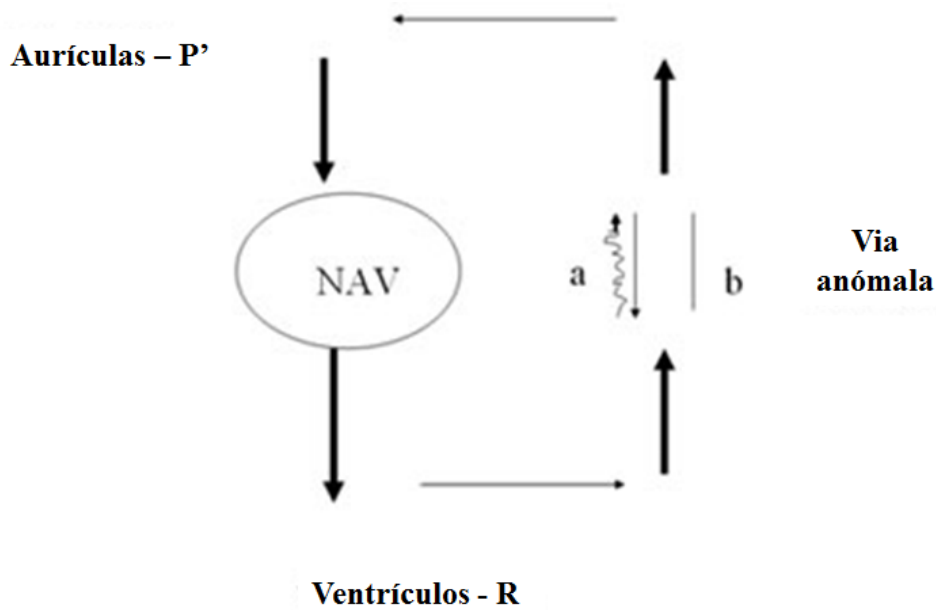 Aurículas – P’
NAV
a
b
Via
anómala
Ventrículos - R